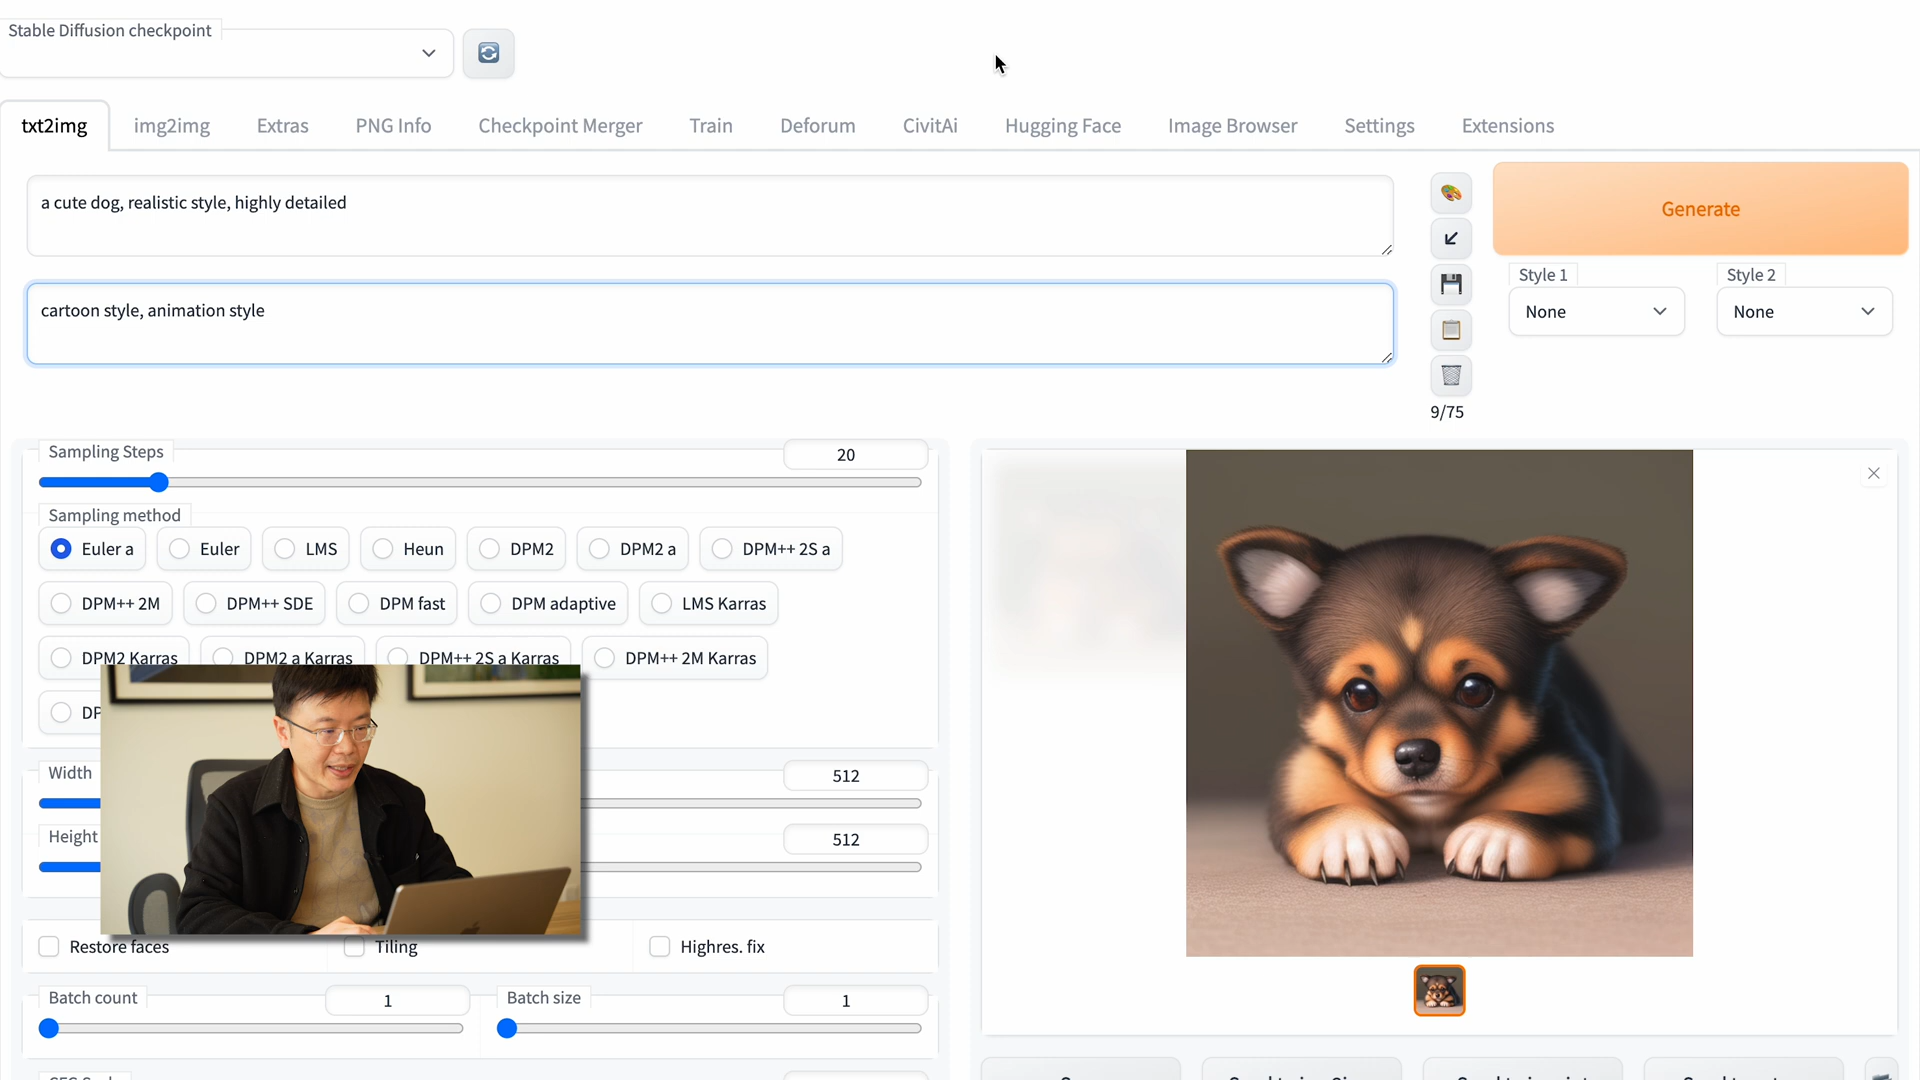 Stable Diffusion checkpoint
txt2img img2img Extras PNG Info Checkpoint Merger Train Deforum CivitAi Hugging Face Image Browser Settings Extensions
a cute dog, realistic style, highly detailed
Generate
cartoon style, animation style
Style 1 Style 2
None None
9/75
Sampling Steps 20
Sampling method
Euler a Euler LMS Heun DPM2 DPM2 a DPM++ 2S a
DPM++ 2M DPM++ SDE DPM fast DPM adaptive LMS Karras
DPM2 Karras DPM2 a Karras DPM++ 2S a Karras DPM++ 2M Karras
DP
Width 512
Height 512
Restore faces Tiling Highres. fix
Batch count 1 Batch size 1